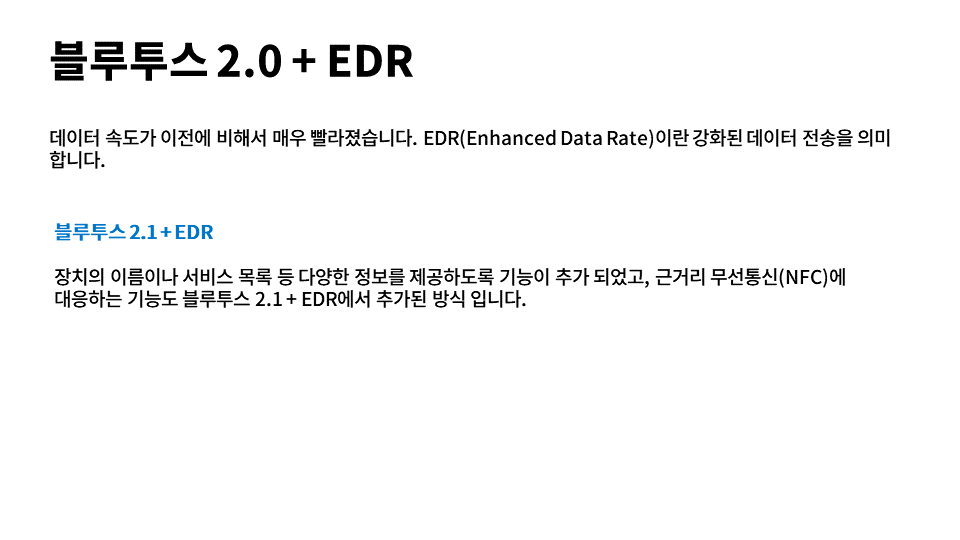 블루투스 2.0 + EDR
데이터 속도가 이전에 비해서 매우 빨라졌습니다. EDR(Enhanced Data Rate)이란 강화된 데이터 전송을 의미
합니다.
블루투스 2.1 + EDR
장치의 이름이나 서비스 목록 등 다양한 정보를 제공하도록 기능이 추가 되었고, 근거리 무선통신(NFC)에
대응하는 기능도 블루투스 2.1 + EDR에서 추가된 방식 입니다.